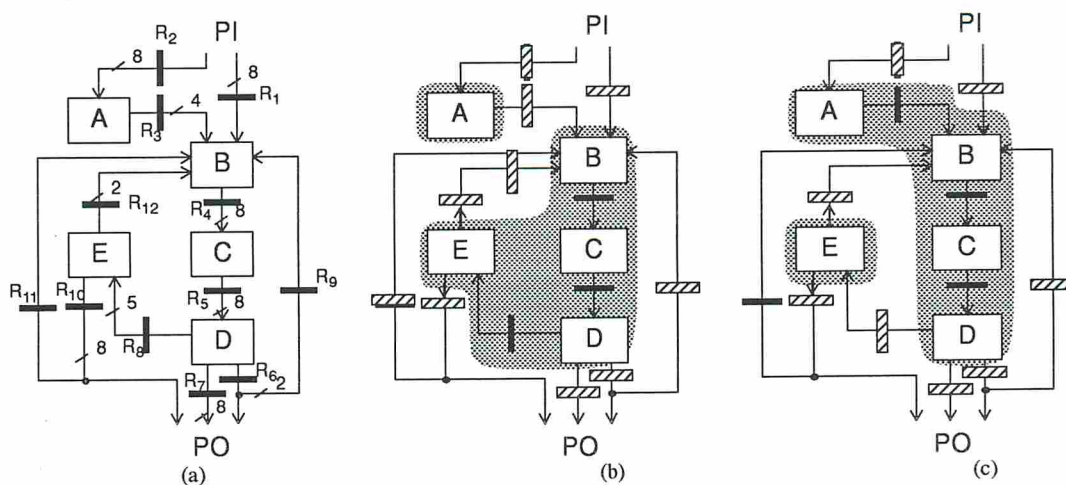 R2 PI
8 8
A R3 4 R1
B
2 R12 R4 8
E C
R11 R10 5 R5 8 R9
R8 D
8 R7 R6 2
8
PO
(a)
PI
A
B
E C
D
PO
(b)
PI
A
B
E C
D
PO
(c)